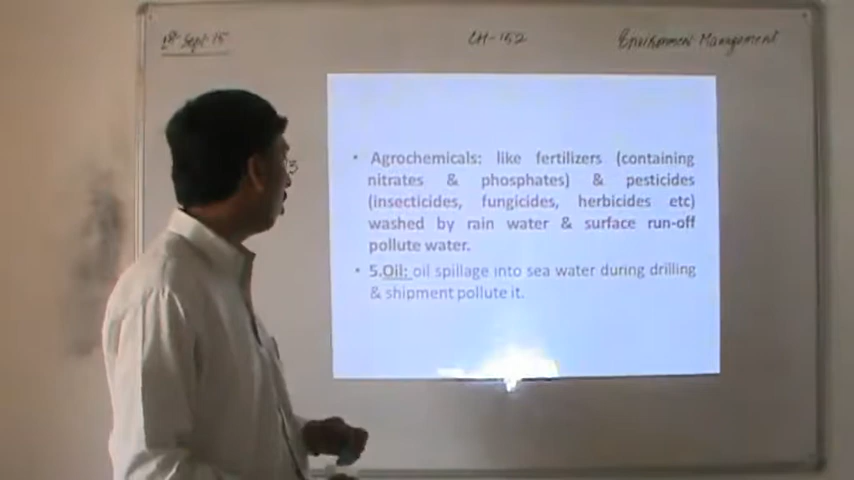 Sept-15
CH-152
Environment Management
• Agrochemicals: like fertilizers (containing
nitrates & phosphates) & pesticides
(insecticides, fungicides, herbicides etc)
washed by rain water & surface run-off
pollute water.
• 5.Oil: oil spillage into sea water during drilling
& shipment pollute it.